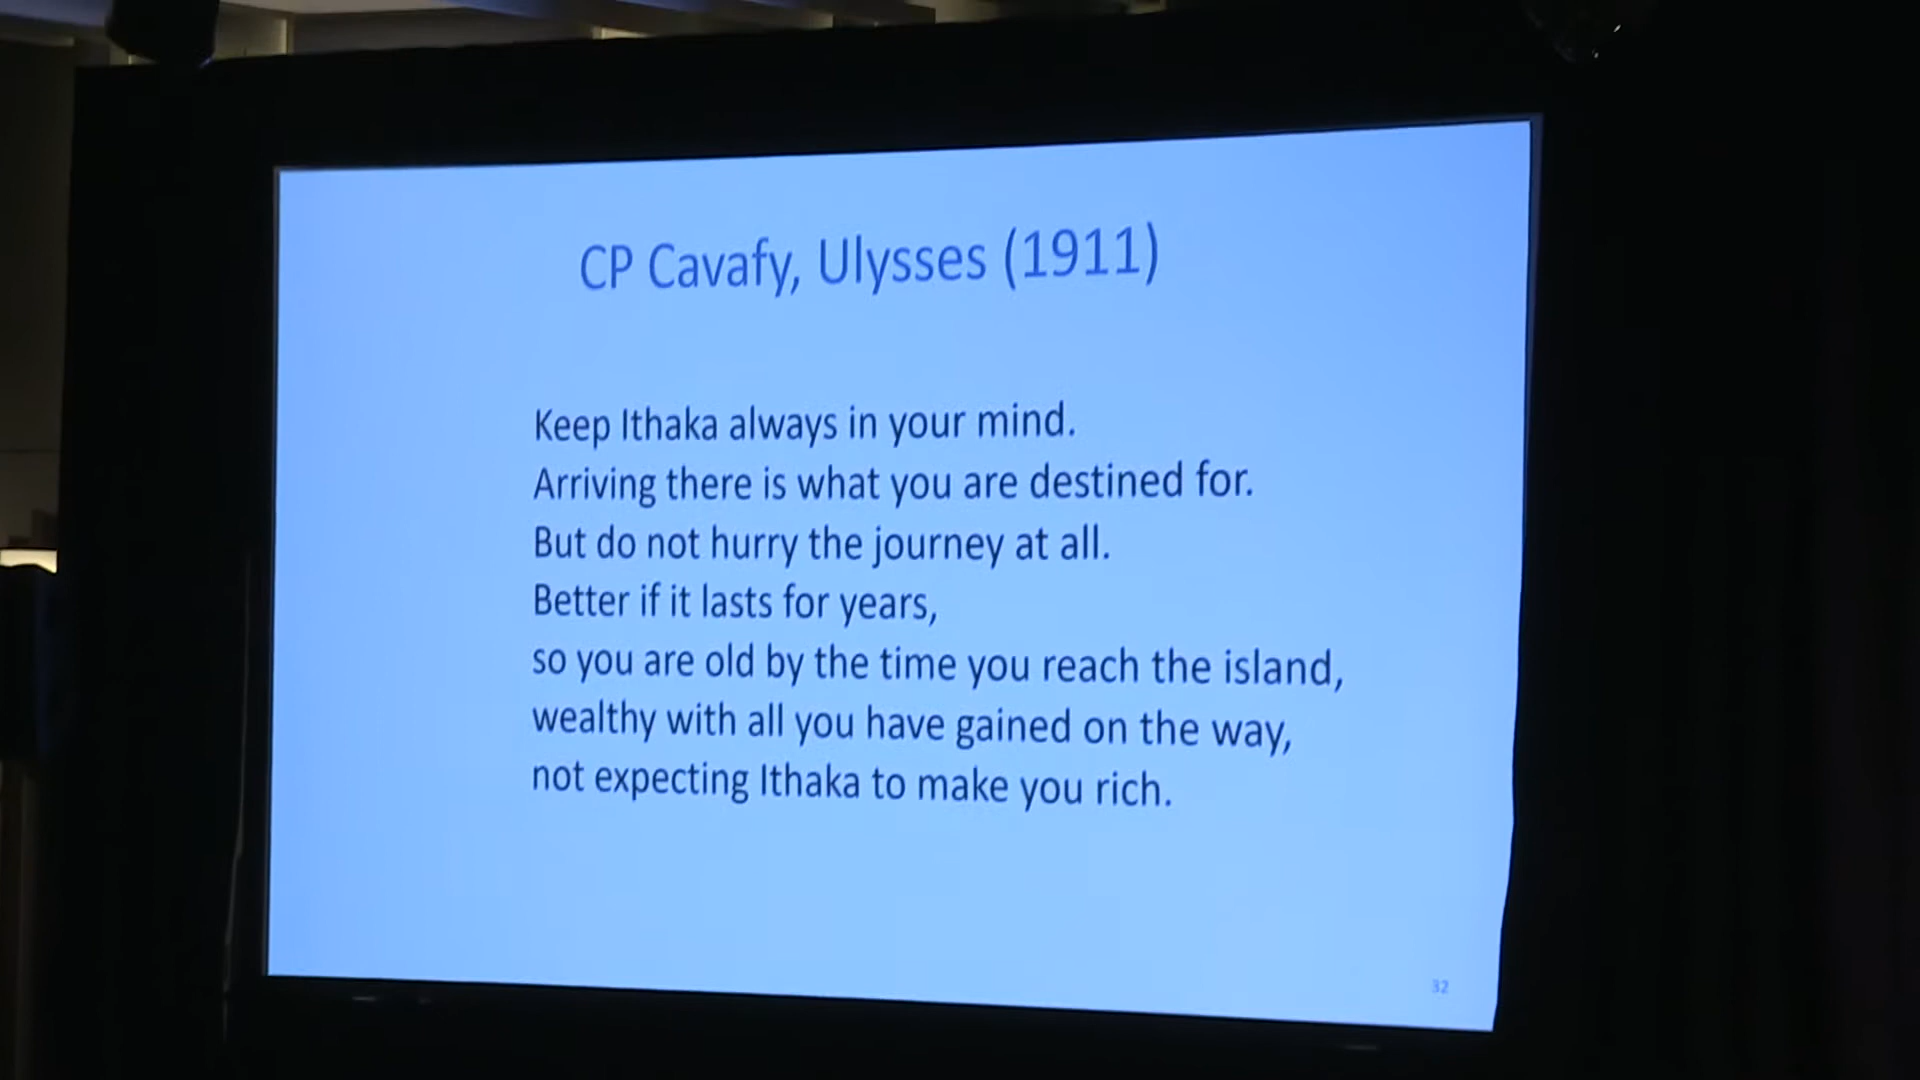 CP Cavafy, Ulysses (1911)
Keep Ithaka always in your mind.
Arriving there is what you are destined for.
But do not hurry the journey at all.
Better if it lasts for years,
so you are old by the time you reach the island,
wealthy with all you have gained on the way,
not expecting Ithaka to make you rich.
32